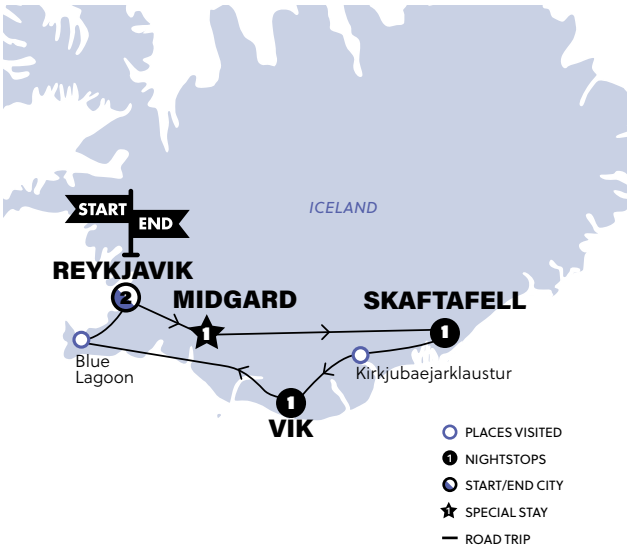 START
END
ICELAND
REYKJAVIK
2
MIDGARD
1
SKAFTAFELL
1
Blue
Lagoon
Kirkjubaejarklaustur
1
VIK
PLACES VISITED
1 NIGHTSTOPS
START/END CITY
1 SPECIAL STAY
ROAD TRIP